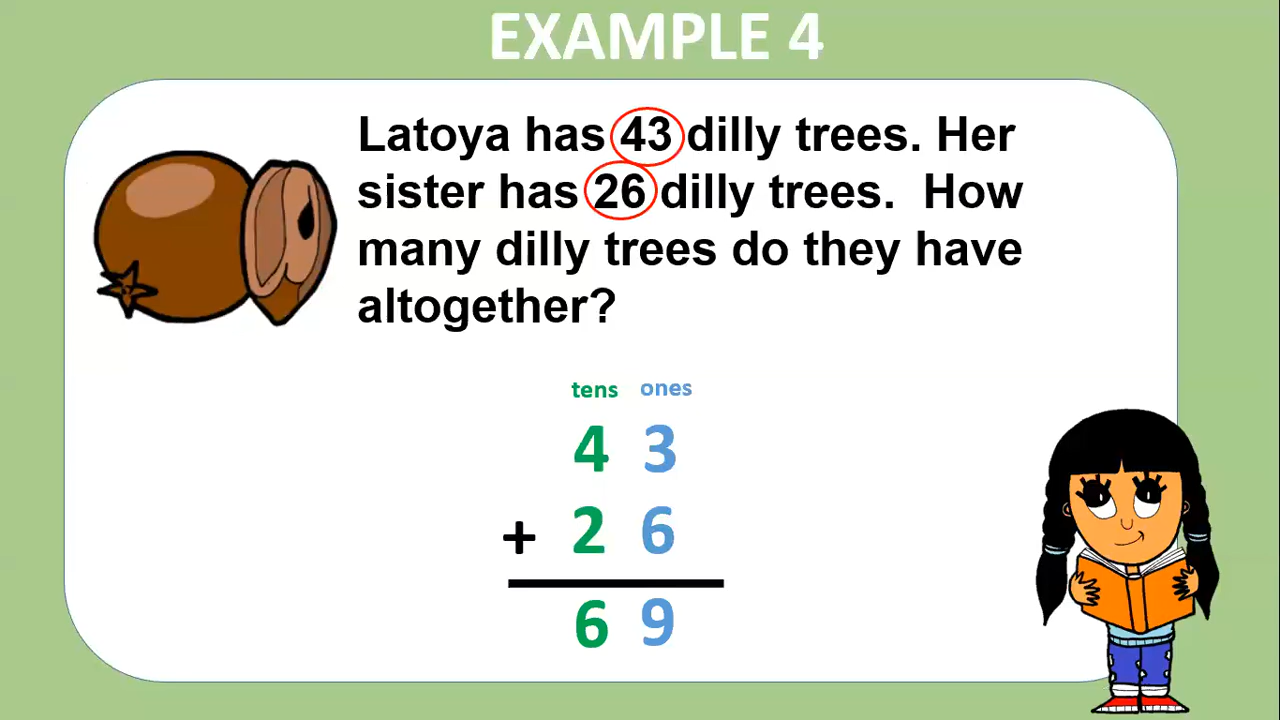 EXAMPLE 4
Latoya has 43 dilly trees. Her
sister has 26 dilly trees.  How
many dilly trees do they have
altogether?
tens ones
4 3
+ 2 6
6 9